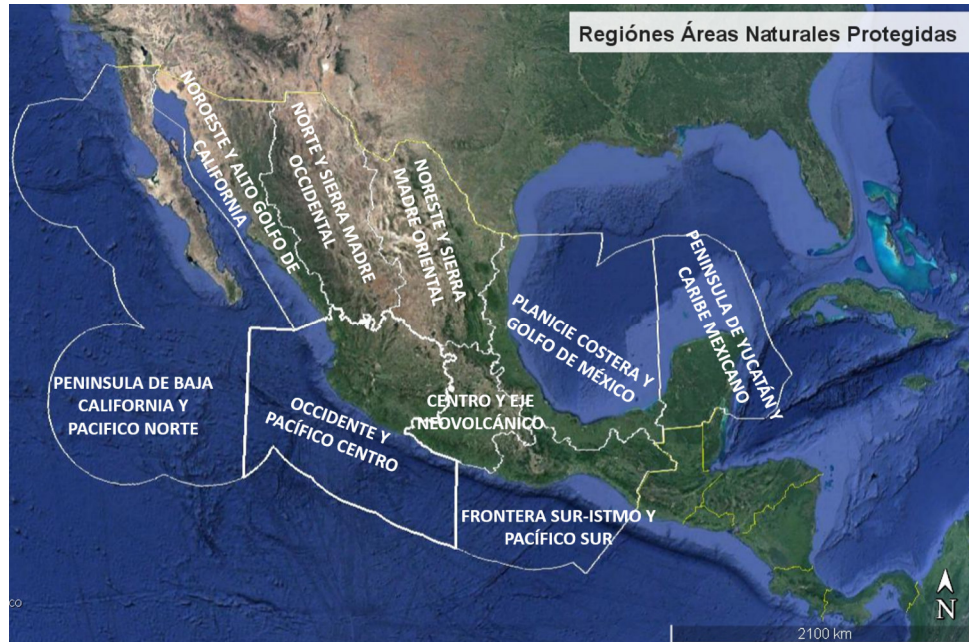 Regiónes Áreas Naturales Protegidas
NOROESTE Y ALTO GOLFO DE
CALIFORNIA
NORTE Y SIERRA MADRE
OCCIDENTAL
NORESTE Y SIERRA
MADRE ORIENTAL
PLANICIE COSTERA Y
GOLFO DE MÉXICO
PENINSULA DE YUCATÁN Y
CARIBE MEXICANO
PENINSULA DE BAJA
CALIFORNIA Y
PACIFICO NORTE
OCCIDENTE Y
PACÍFICO CENTRO
CENTRO Y EJE
NEOVOLCÁNICO
FRONTERA SUR-ISTMO Y
PACÍFICO SUR
N
co
2100 km